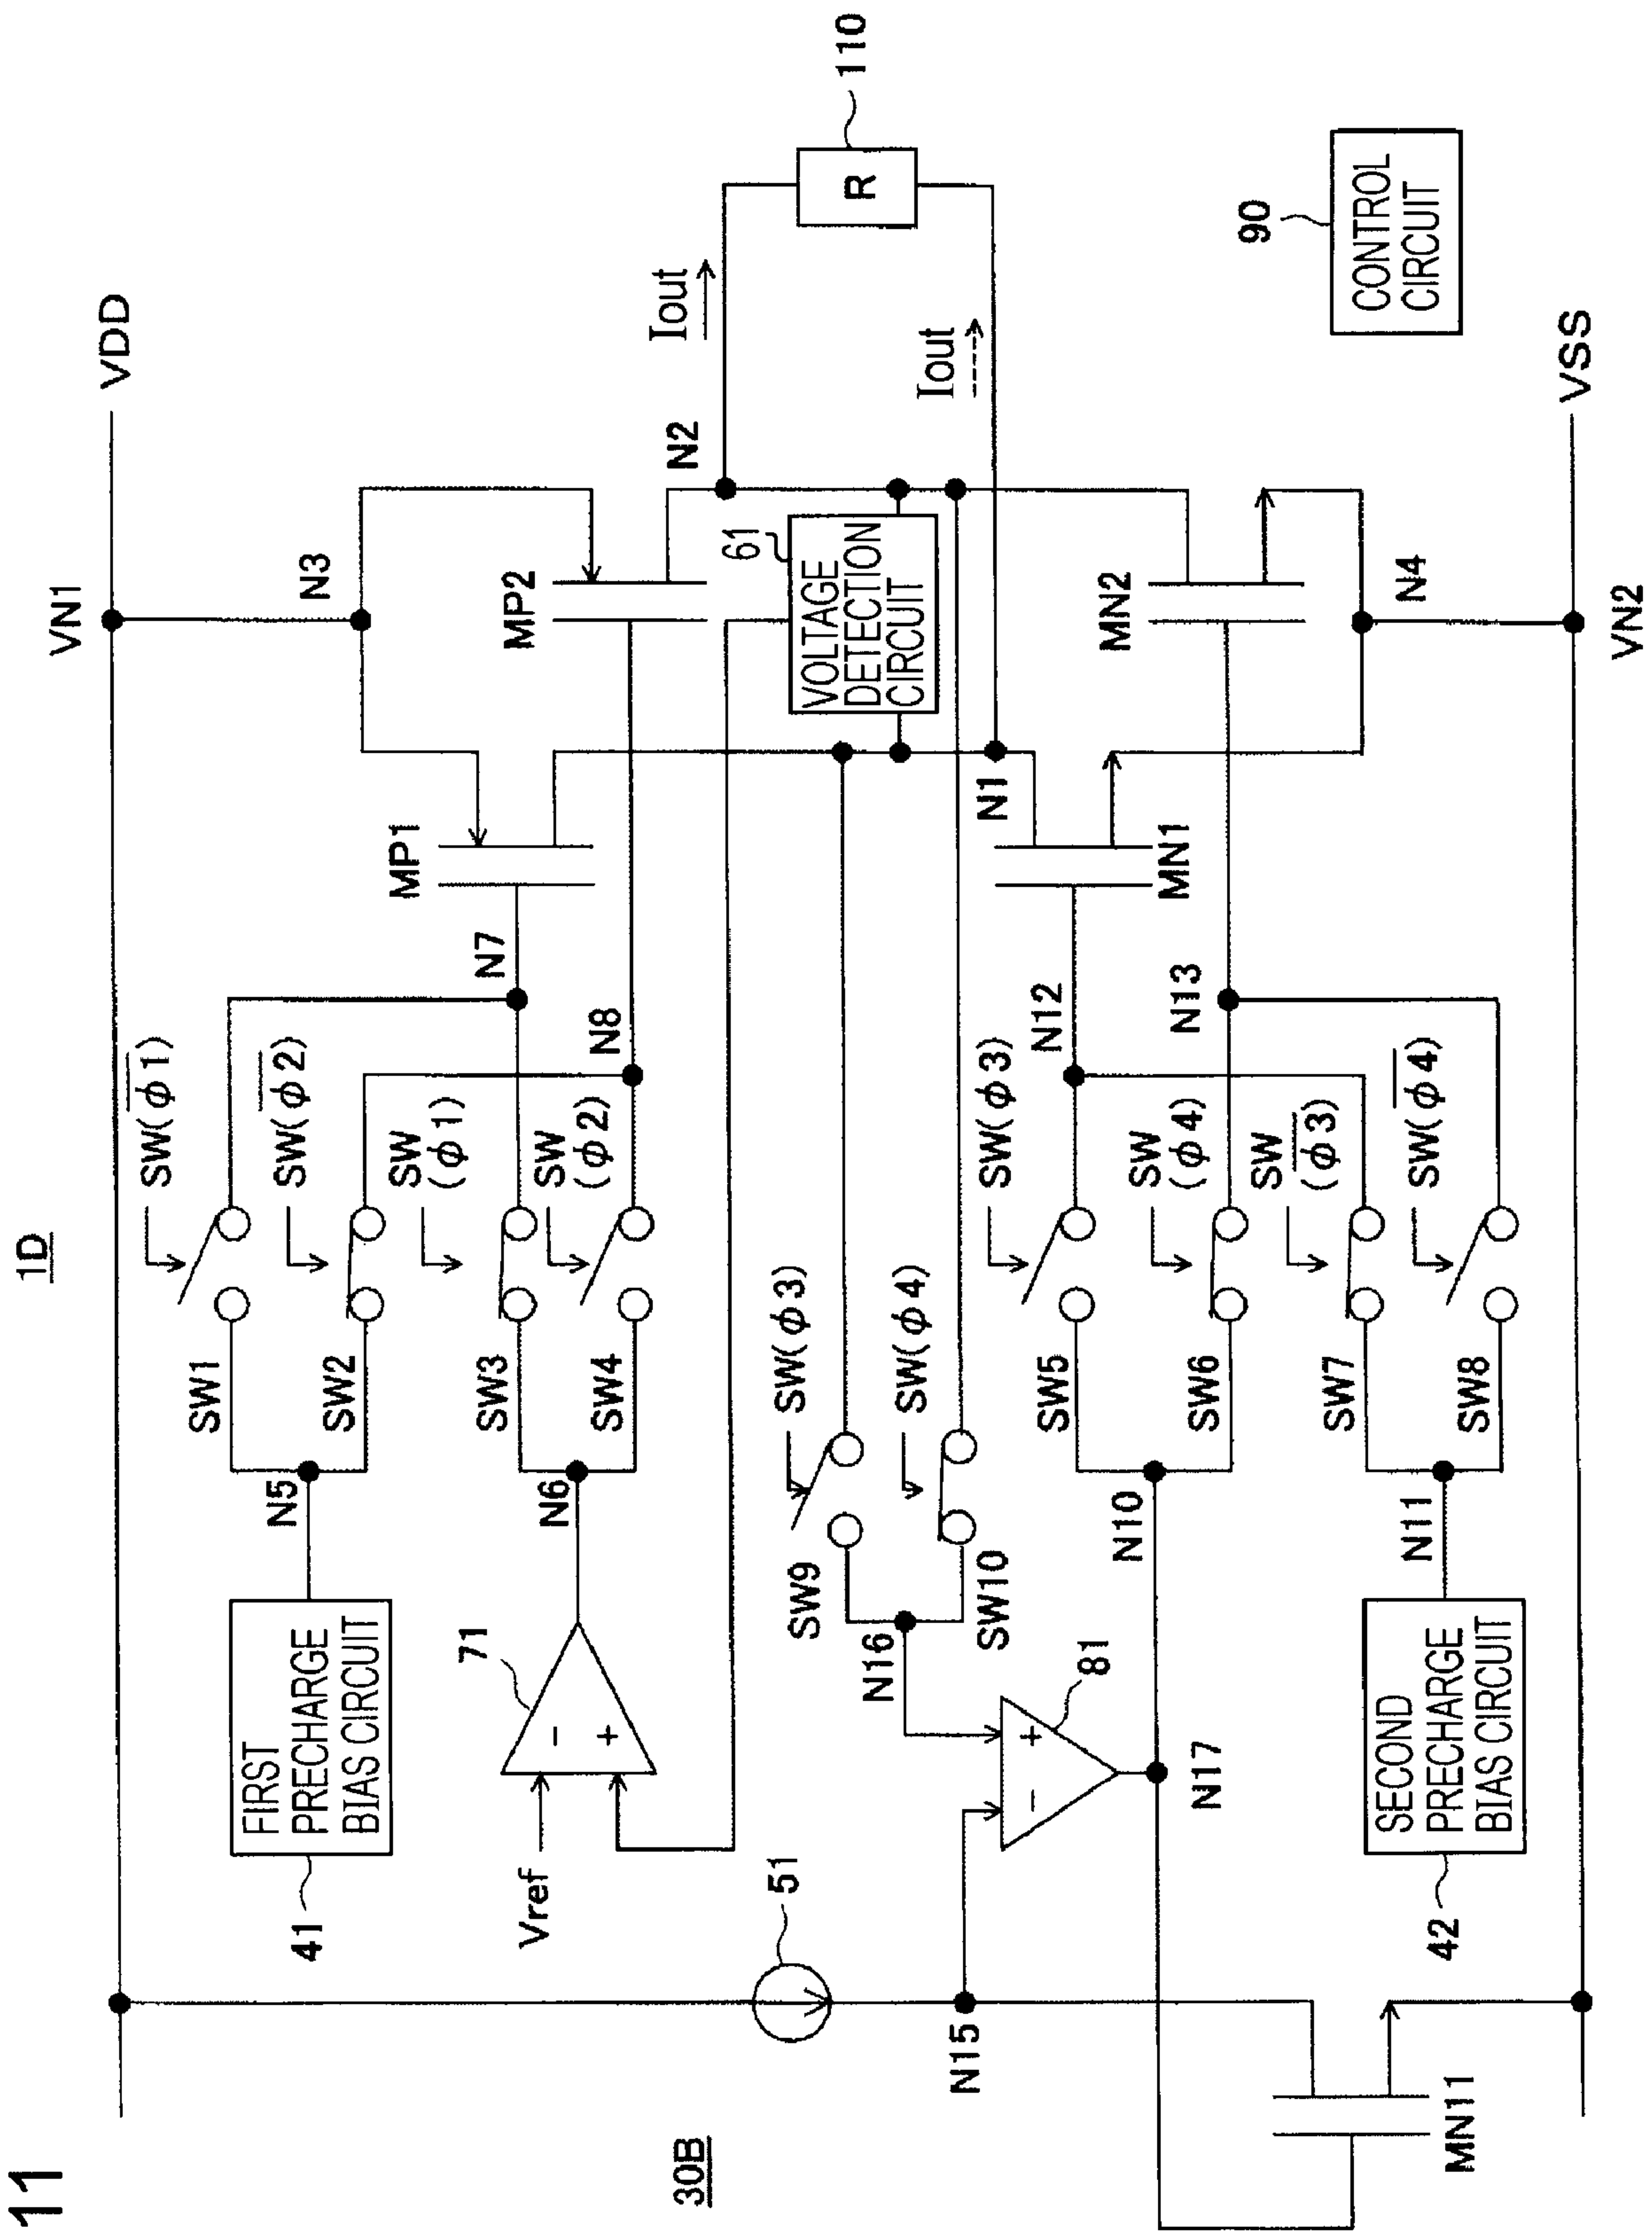 11
1D
30B
VDD
VN1
N3
MP1
MP2
N7
N8
N2
Iout
Iout
R
110
90
CONTROL
CIRCUIT
61
VOLTAGE
DETECTION
CIRCUIT
N1
MN1
MN2
N4
VSS
VN2
SW(φ1̅)
SW(φ2̅)
SW
(φ1)
SW
(φ2)
SW1
SW2
SW3
SW4
N5
N6
41
FIRST
PRECHARGE
BIAS CIRCUIT
71
-
+
Vref
51
N15
SW(φ3)
SW(φ4)
SW9
SW10
N16
81
-
+
N17
N10
N12
N13
SW(φ3)
SW
(φ4)
SW
(φ3̅)
SW(φ4̅)
SW5
SW6
SW7
SW8
N11
42
SECOND
PRECHARGE
BIAS CIRCUIT
MN11